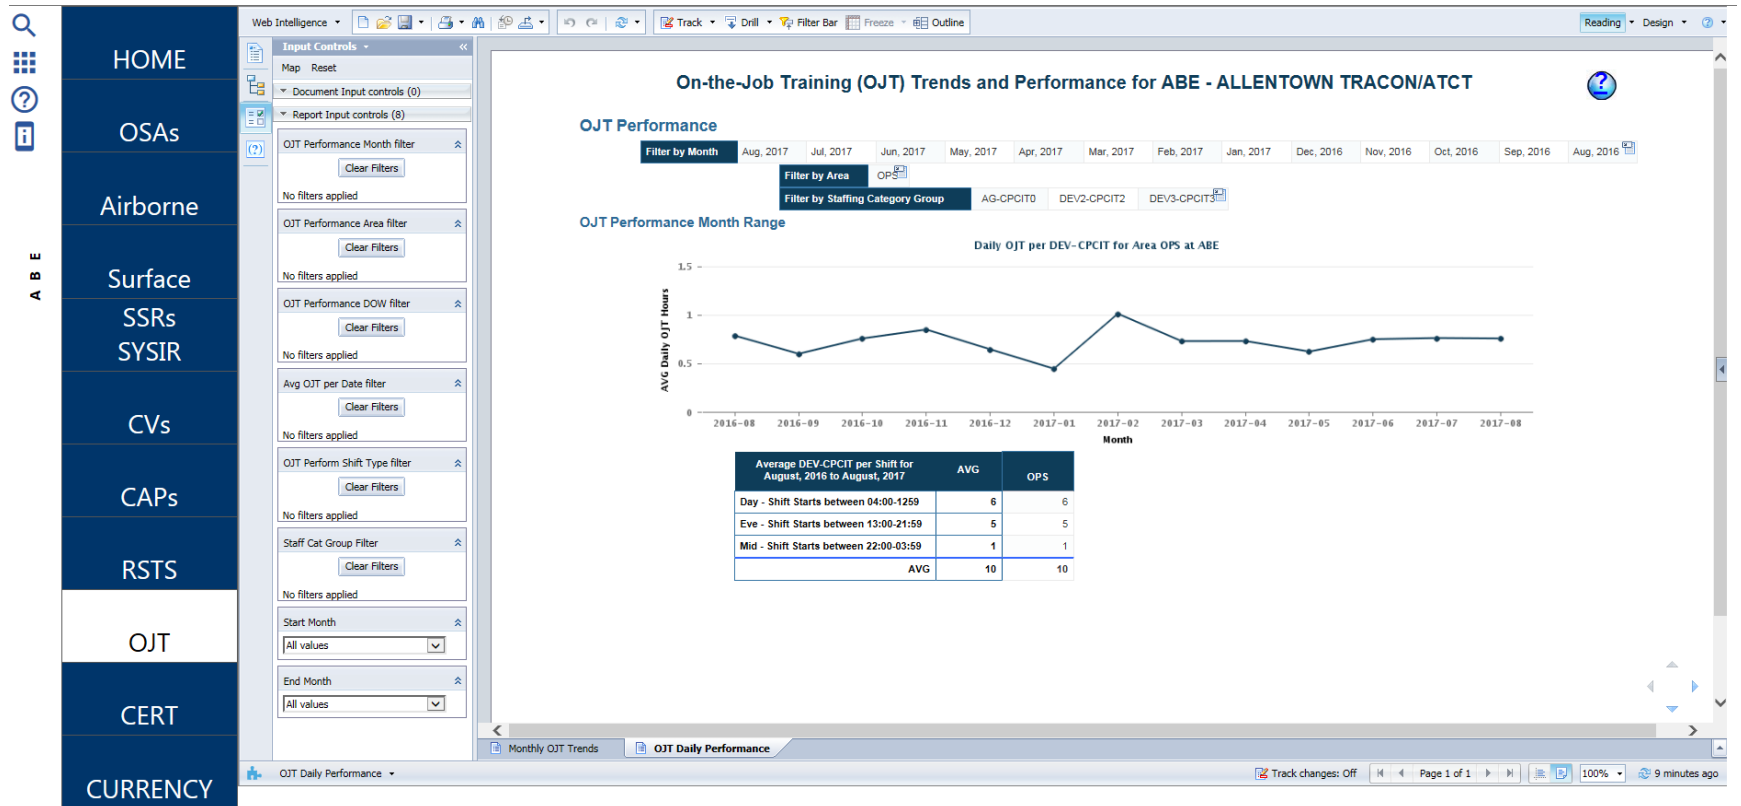 HOME
OSAs
Airborne
Surface
SSRs
SYSIR
CVs
CAPs
RSTS
OJT
CERT
CURRENCY
A B E
Web Intelligence
Track
Drill
Filter Bar
Freeze
Outline
Reading
Design
Input Controls
Map Reset
Document Input controls (0)
Report Input controls (8)
OJT Performance Month filter
Clear Filters
No filters applied
OJT Performance Area filter
Clear Filters
No filters applied
OJT Performance DOW filter
Clear Filters
No filters applied
Avg OJT per Date filter
Clear Filters
No filters applied
OJT Perform Shift Type filter
Clear Filters
No filters applied
Staff Cat Group Filter
Clear Filters
No filters applied
Start Month
All values
End Month
All values
On-the-Job Training (OJT) Trends and Performance for ABE - ALLENTOWN TRACON/ATCT
OJT Performance
Filter by Month Aug, 2017 Jul, 2017 Jun, 2017 May, 2017 Apr, 2017 Mar, 2017 Feb, 2017 Jan, 2017 Dec, 2016 Nov, 2016 Oct, 2016 Sep, 2016 Aug, 2016
Filter by Area OPS
Filter by Staffing Category Group AG-CPCIT0 DEV2-CPCIT2 DEV3-CPCIT3
OJT Performance Month Range
Daily OJT per DEV-CPCIT for Area OPS at ABE
AVG Daily OJT Hours
1.5
1
0.5
0
2016-08 2016-09 2016-10 2016-11 2016-12 2017-01 2017-02 2017-03 2017-04 2017-05 2017-06 2017-07 2017-08
Month
Average DEV-CPCIT per Shift for
August, 2016 to August, 2017
AVG OPS
Day - Shift Starts between 04:00-1259 6 6
Eve - Shift Starts between 13:00-21:59 5 5
Mid - Shift Starts between 22:00-03:59 1 1
AVG 10 10
Monthly OJT Trends
OJT Daily Performance
OJT Daily Performance
Track changes: Off
Page 1 of 1
100%
9 minutes ago